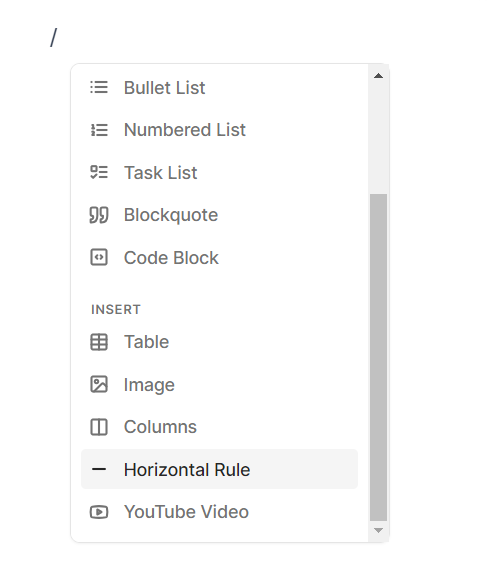 /
Bullet List
Numbered List
Task List
Blockquote
Code Block
INSERT
Table
Image
Columns
Horizontal Rule
YouTube Video